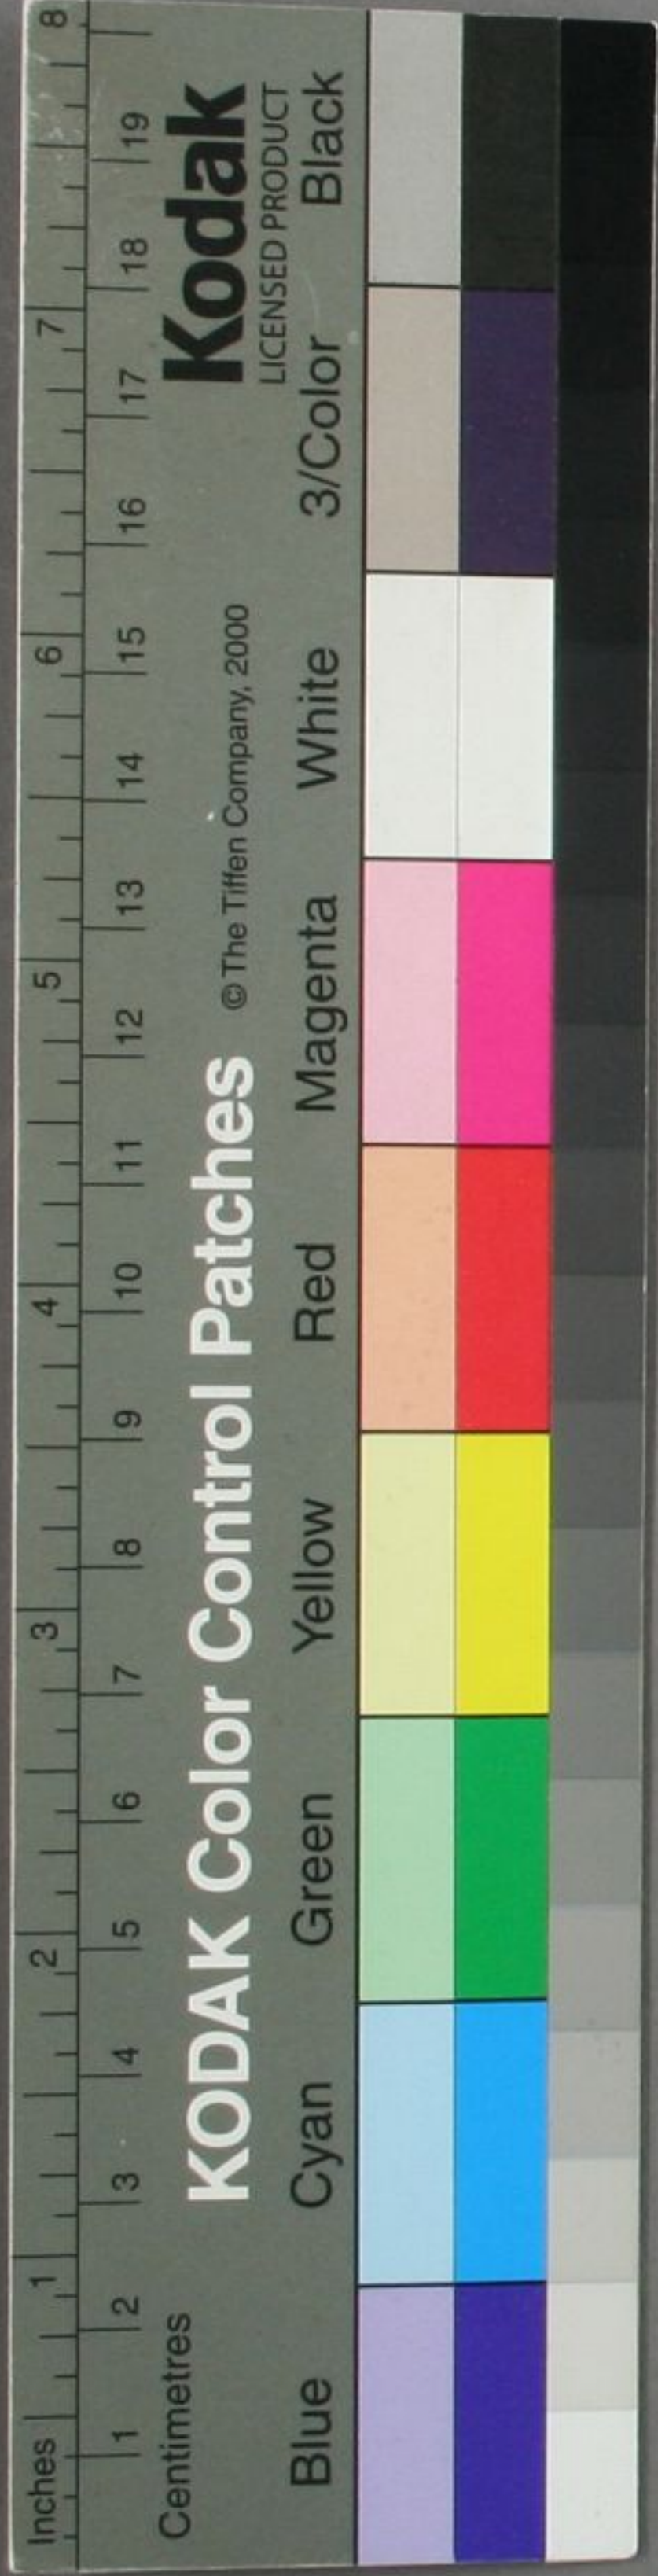 Inches 1 2 3 4 5 6 7 8
1 2 3 4 5 6 7 8 9 10 11 12 13 14 15 16 17 18 19
Centimetres
KODAK Color Control Patches © The Tiffen Company, 2000 Kodak
LICENSED PRODUCT
Blue Cyan Green Yellow Red Magenta White 3/Color Black